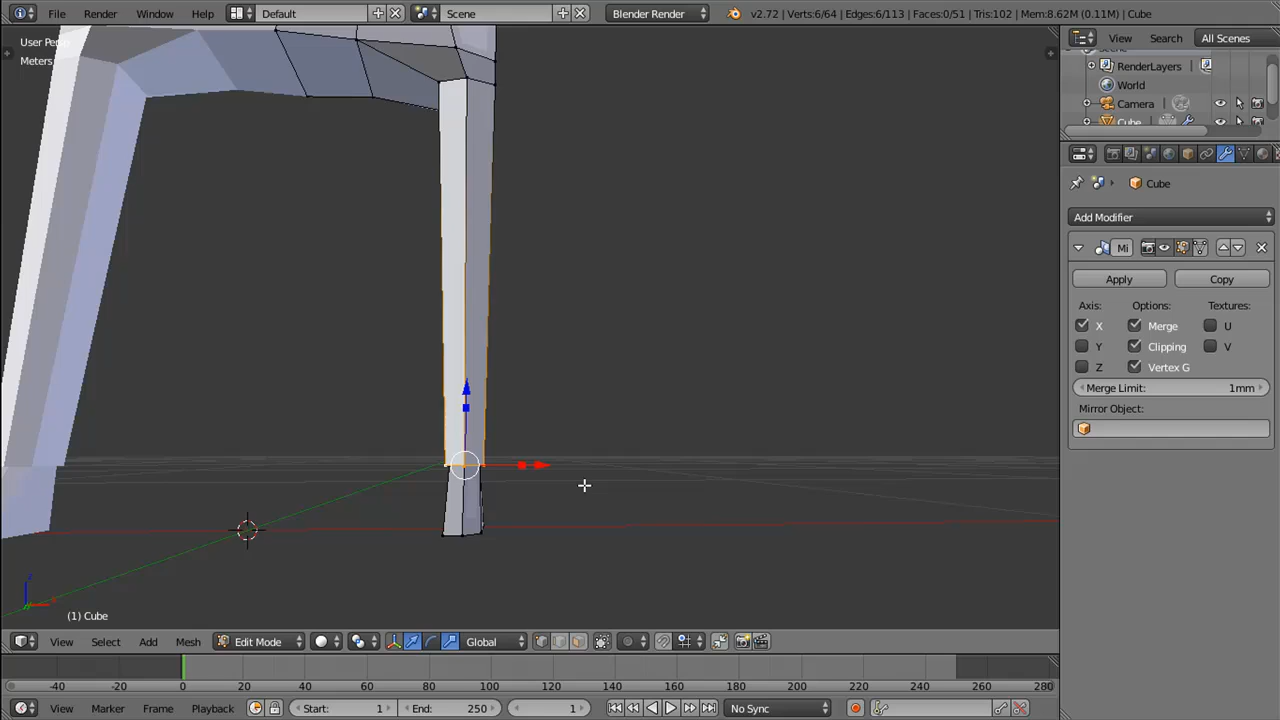 File Render Window Help Default Scene Blender Render v2.72 | Verts:6/64 | Edges:6/113 | Faces:0/51 | Tris:102 | Mem:8.62M (0.11M) | Cube
View Search All Scenes
User Persp
Meters
RenderLayers
World
Camera
Cube
Cube
Add Modifier
Mi
Apply Copy
Axis: Options: Textures:
X Merge U
Y Clipping V
Z Vertex G
Merge Limit: 1mm
Mirror Object:
(1) Cube
View Select Add Mesh Edit Mode Global
-40 -20 0 20 40 60 80 100 120 140 160 180 200 220 240 260 280
View Marker Frame Playback Start: 1 End: 250 1 No Sync